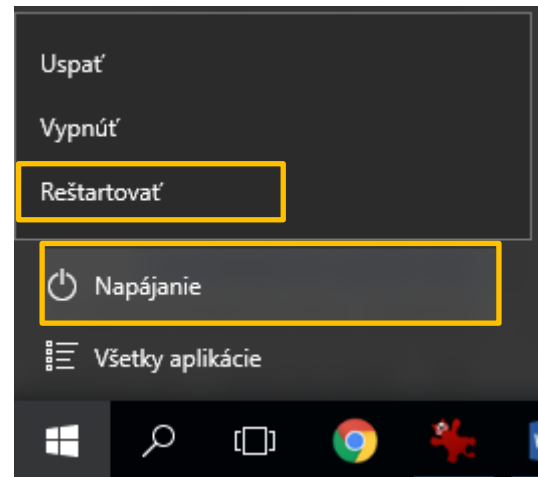 Uspať
Vypnúť
Reštartovať
Napájanie
Všetky aplikácie